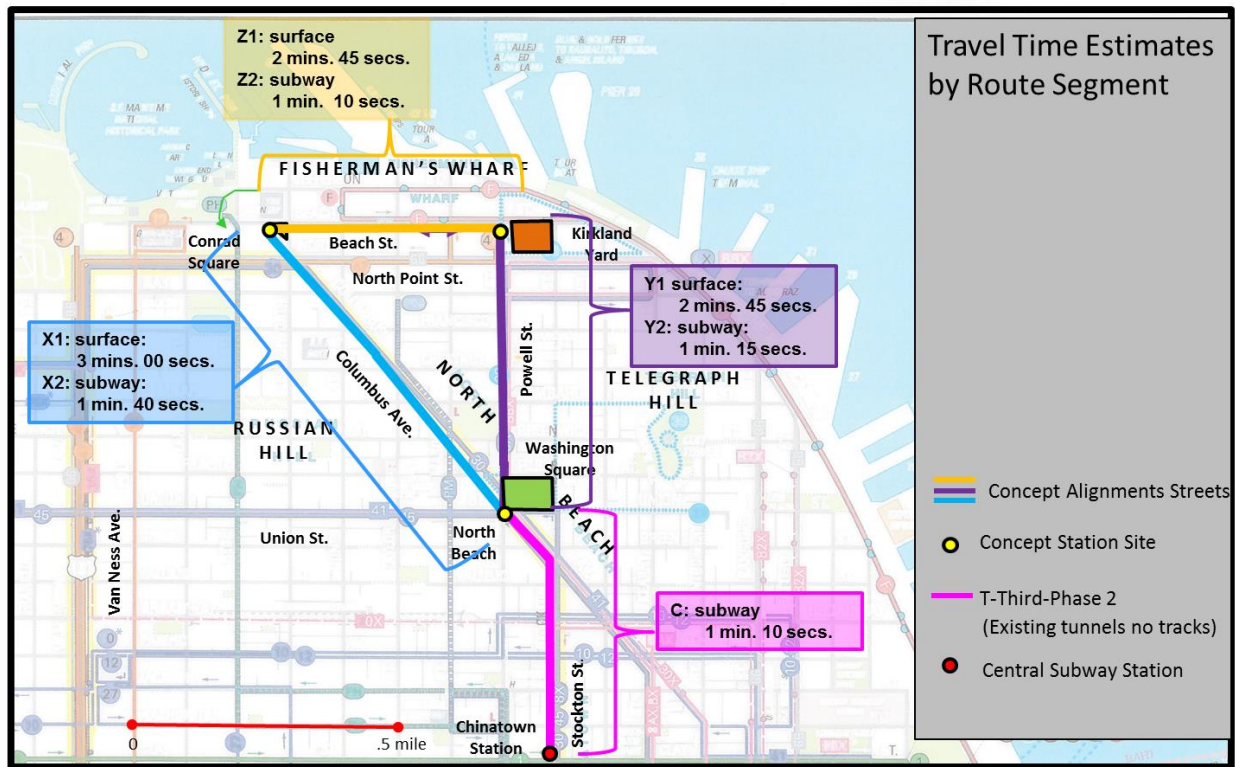 Travel Time Estimates
by Route Segment
Z1: surface
2 mins. 45 secs.
Z2: subway
1 min. 10 secs.
FISHERMAN'S WHARF
WHARF
Conrad
Square
Beach St.
Kirkland
Yard
North Point St.
Y1 surface:
2 mins. 45 secs.
Y2: subway:
1 min. 15 secs.
X1: surface:
3 mins. 00 secs.
X2: subway:
1 min. 40 secs.
Columbus Ave.
NORTH
BEACH
Powell St.
TELEGRAPH
HILL
RUSSIAN
HILL
Washington
Square
North
Beach
Union St.
Van Ness Ave.
C: subway
1 min. 10 secs.
Stockton St.
Chinatown
Station
0
.5 mile
Concept Alignments Streets
Concept Station Site
T-Third-Phase 2
(Existing tunnels no tracks)
Central Subway Station